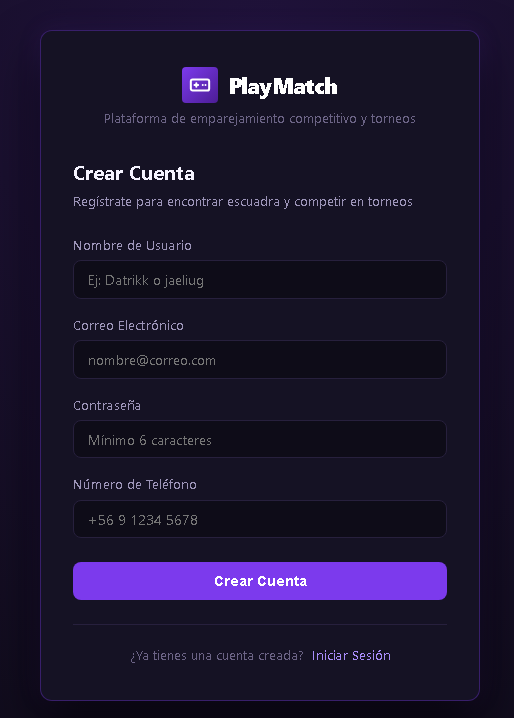 PlayMatch
Plataforma de emparejamiento competitivo y torneos
Crear Cuenta
Regístrate para encontrar escuadra y competir en torneos
Nombre de Usuario
Ej: Datrikk o jaeliug
Correo Electrónico
nombre@correo.com
Contraseña
Mínimo 6 caracteres
Número de Teléfono
+56 9 1234 5678
Crear Cuenta
¿Ya tienes una cuenta creada? Iniciar Sesión